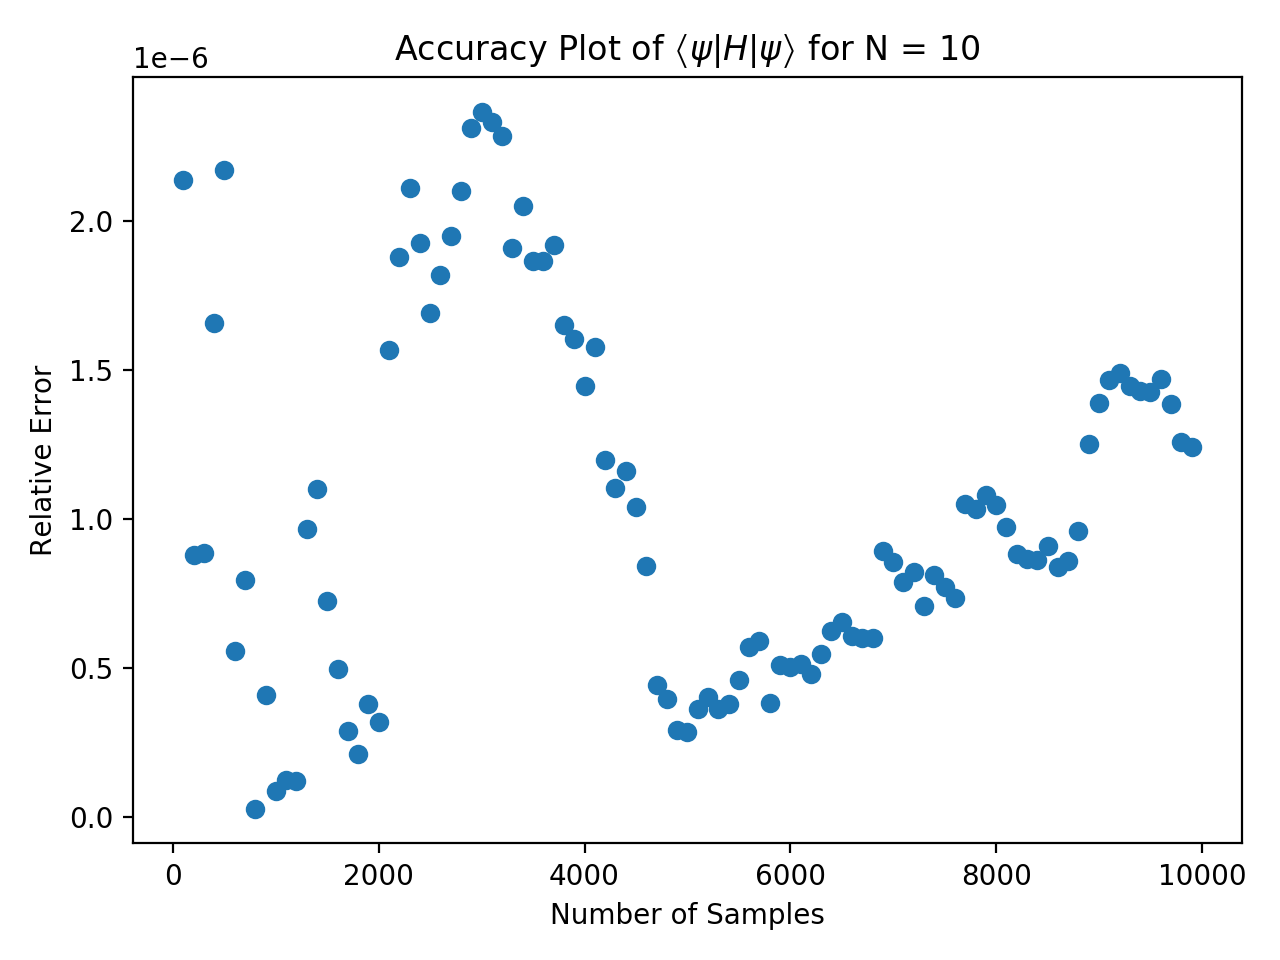 Accuracy Plot of ⟨ψ|H|ψ⟩ for N = 10
1e−6
2.0
1.5
1.0
0.5
0.0
Relative Error
0 2000 4000 6000 8000 10000
Number of Samples